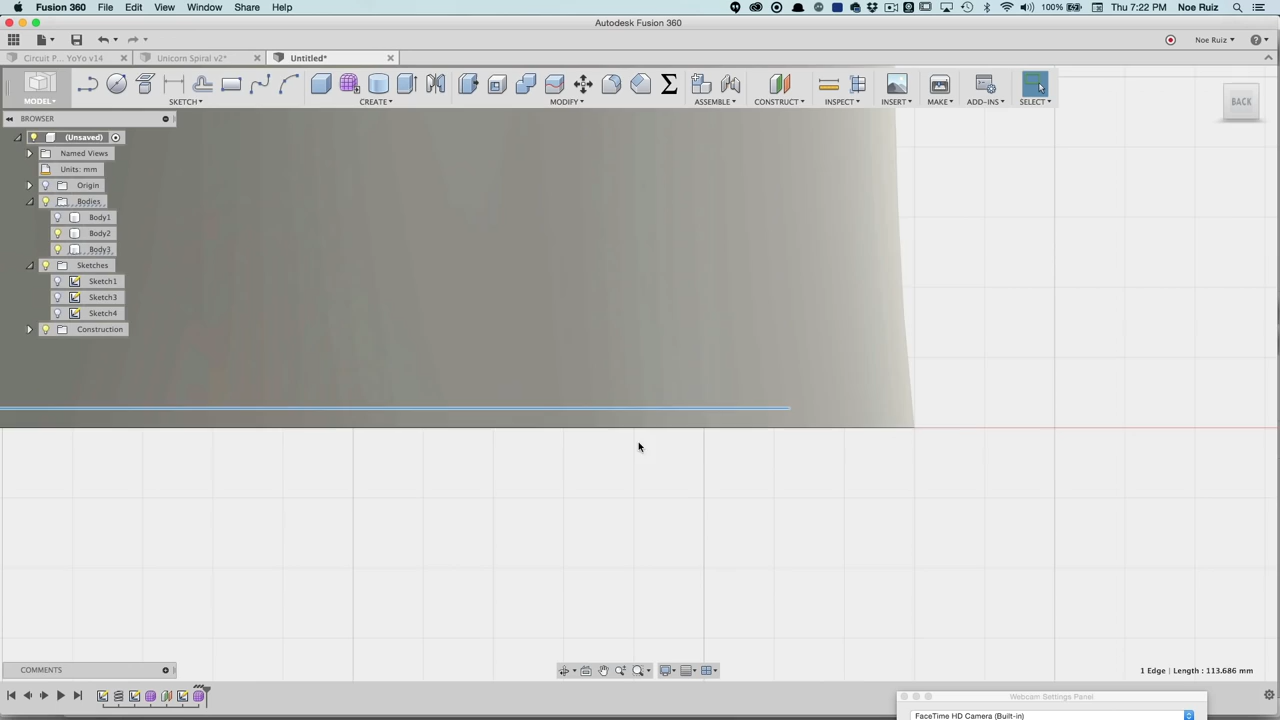 Fusion 360 File Edit View Window Share Help 100% Thu 7:22 PM Noe Ruiz
Autodesk Fusion 360
Noe Ruiz
Circuit P... YoYo v14 Unicorn Spiral v2* Untitled*
MODEL SKETCH CREATE MODIFY ASSEMBLE CONSTRUCT INSPECT INSERT MAKE ADD-INS SELECT
BACK
BROWSER
(Unsaved)
Named Views
Units: mm
Origin
Bodies
Body1
Body2
Body3
Sketches
Sketch1
Sketch3
Sketch4
Construction
COMMENTS
1 Edge | Length : 113.686 mm
Webcam Settings Panel
FaceTime HD Camera (Built-in)